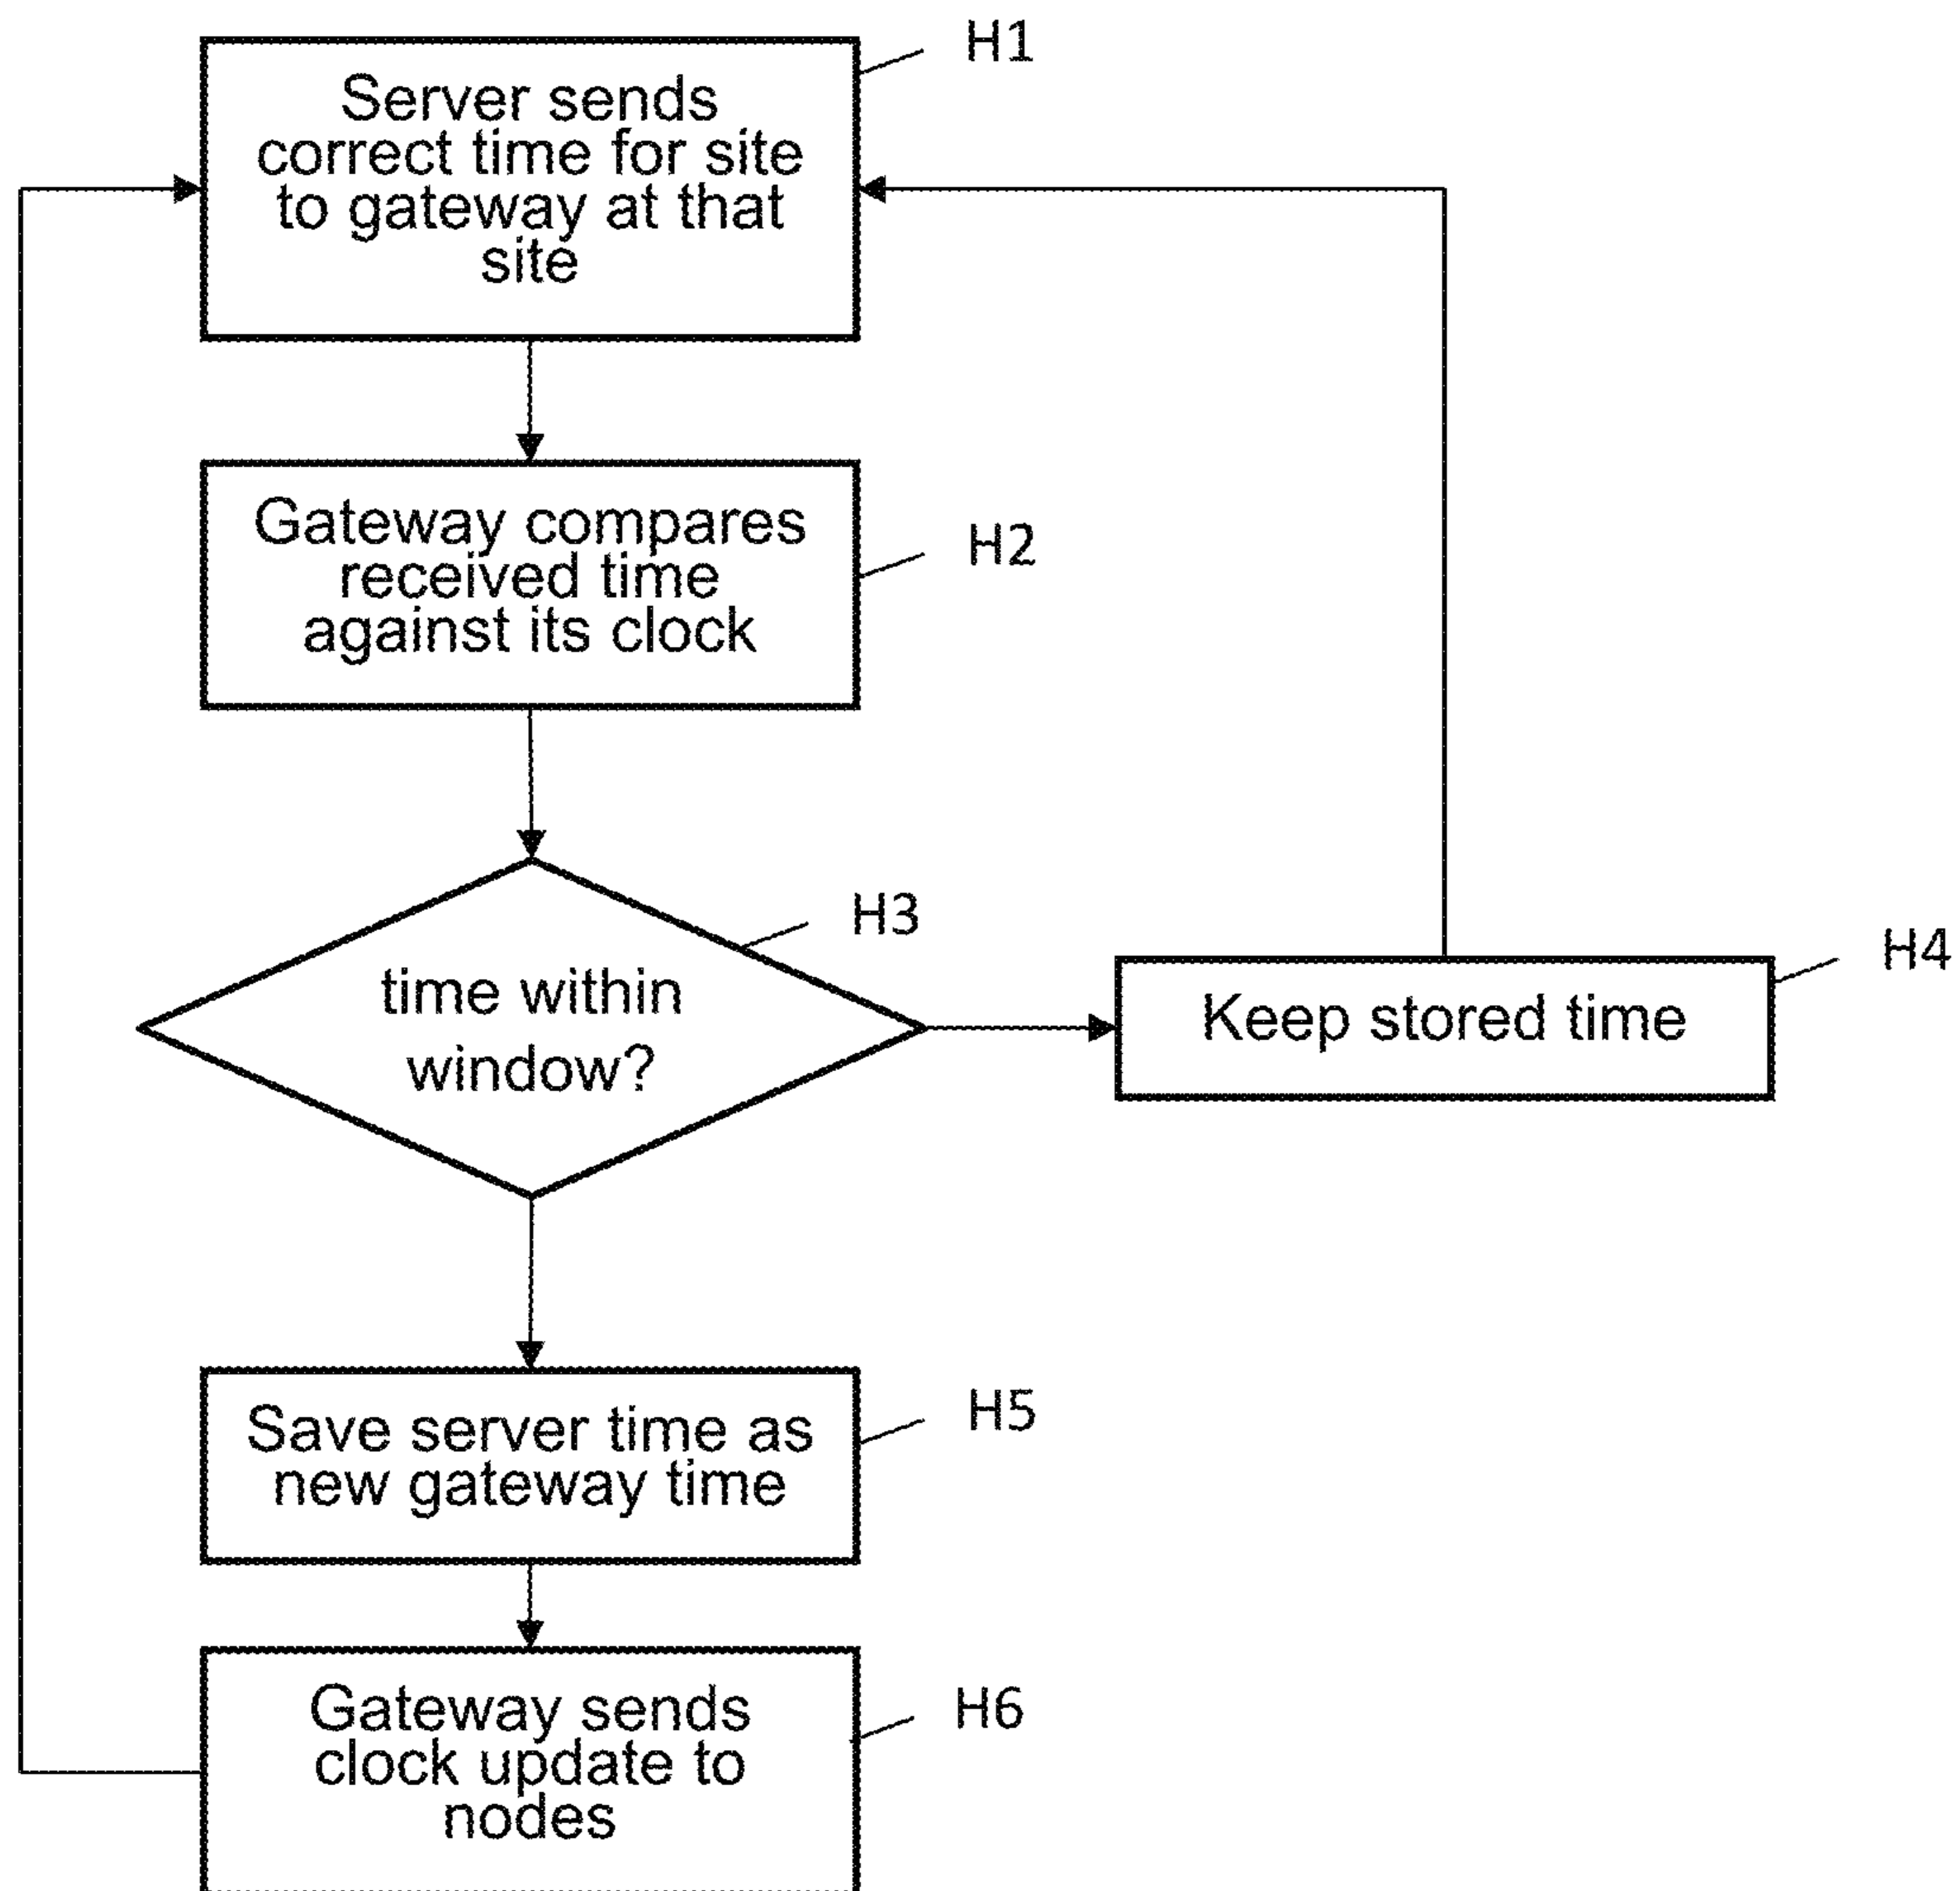 H1
Server sends
correct time for site
to gateway at that
site
Gateway compares
received time
against its clock
H2
H3
time within
window?
H4
Keep stored time
Save server time as
new gateway time
H5
Gateway sends
clock update to
nodes
H6